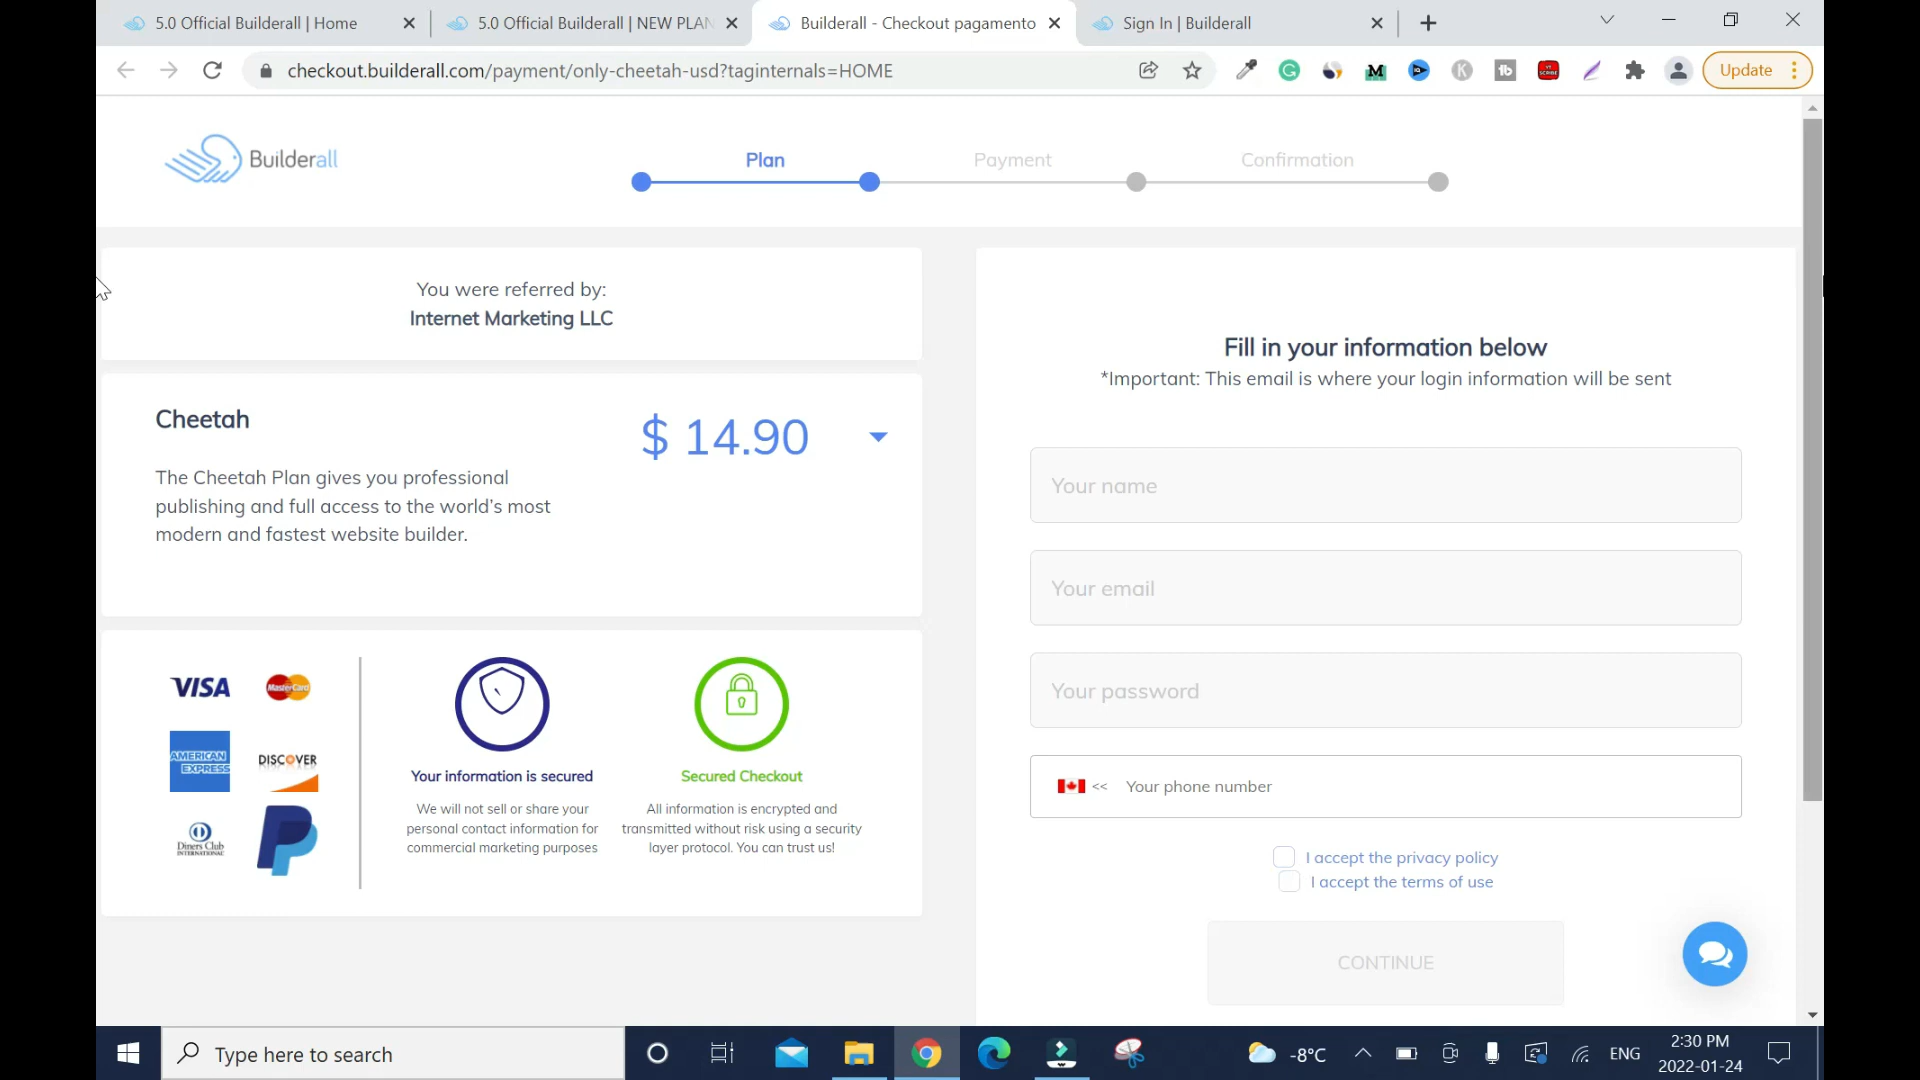 5.0 Official Builderall | Home
5.0 Official Builderall | NEW PLAN
Builderall - Checkout pagamento
Sign In | Builderall
checkout.builderall.com/payment/only-cheetah-usd?taginternals=HOME
Update
Builderall
Plan
Payment
Confirmation
You were referred by:
Internet Marketing LLC
Cheetah
$ 14.90
The Cheetah Plan gives you professional
publishing and full access to the world's most
modern and fastest website builder.
VISA
MasterCard
AMERICAN
EXPRESS
DISCOVER
Diners Club
INTERNATIONAL
Your information is secured
We will not sell or share your
personal contact information for
commercial marketing purposes
Secured Checkout
All information is encrypted and
transmitted without risk using a security
layer protocol. You can trust us!
Fill in your information below
*Important: This email is where your login information will be sent
Your name
Your email
Your password
<< Your phone number
I accept the privacy policy
I accept the terms of use
CONTINUE
Type here to search
-8°C
ENG
2:30 PM
2022-01-24